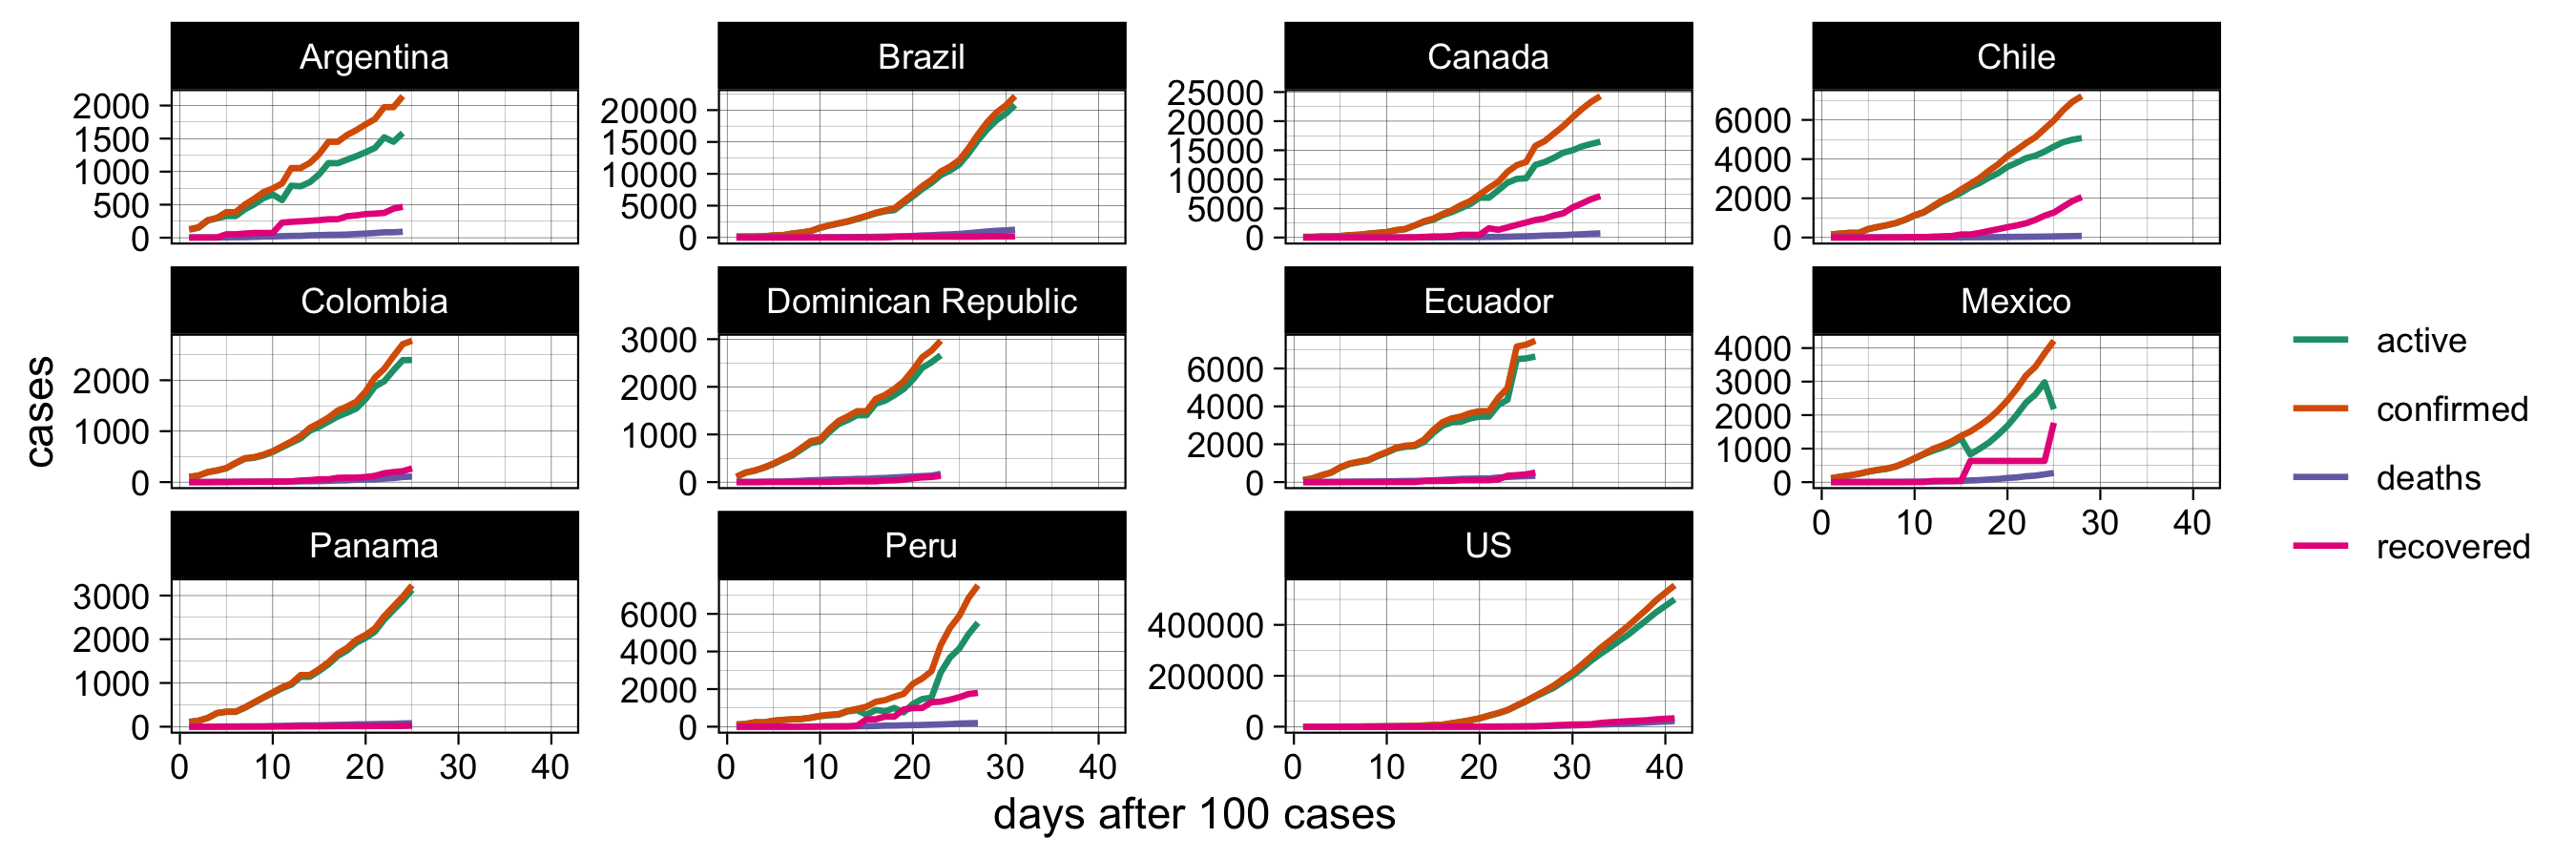 Argentina
2000
1500
1000
500
0
Brazil
20000
15000
10000
5000
0
Canada
25000
20000
15000
10000
5000
0
Chile
6000
4000
2000
0
Colombia
2000
1000
0
Dominican Republic
3000
2000
1000
0
Ecuador
6000
4000
2000
0
Mexico
4000
3000
2000
1000
0
0 10 20 30 40
Panama
3000
2000
1000
0
0 10 20 30 40
Peru
6000
4000
2000
0
0 10 20 30 40
US
400000
200000
0
0 10 20 30 40
cases
days after 100 cases
active
confirmed
deaths
recovered